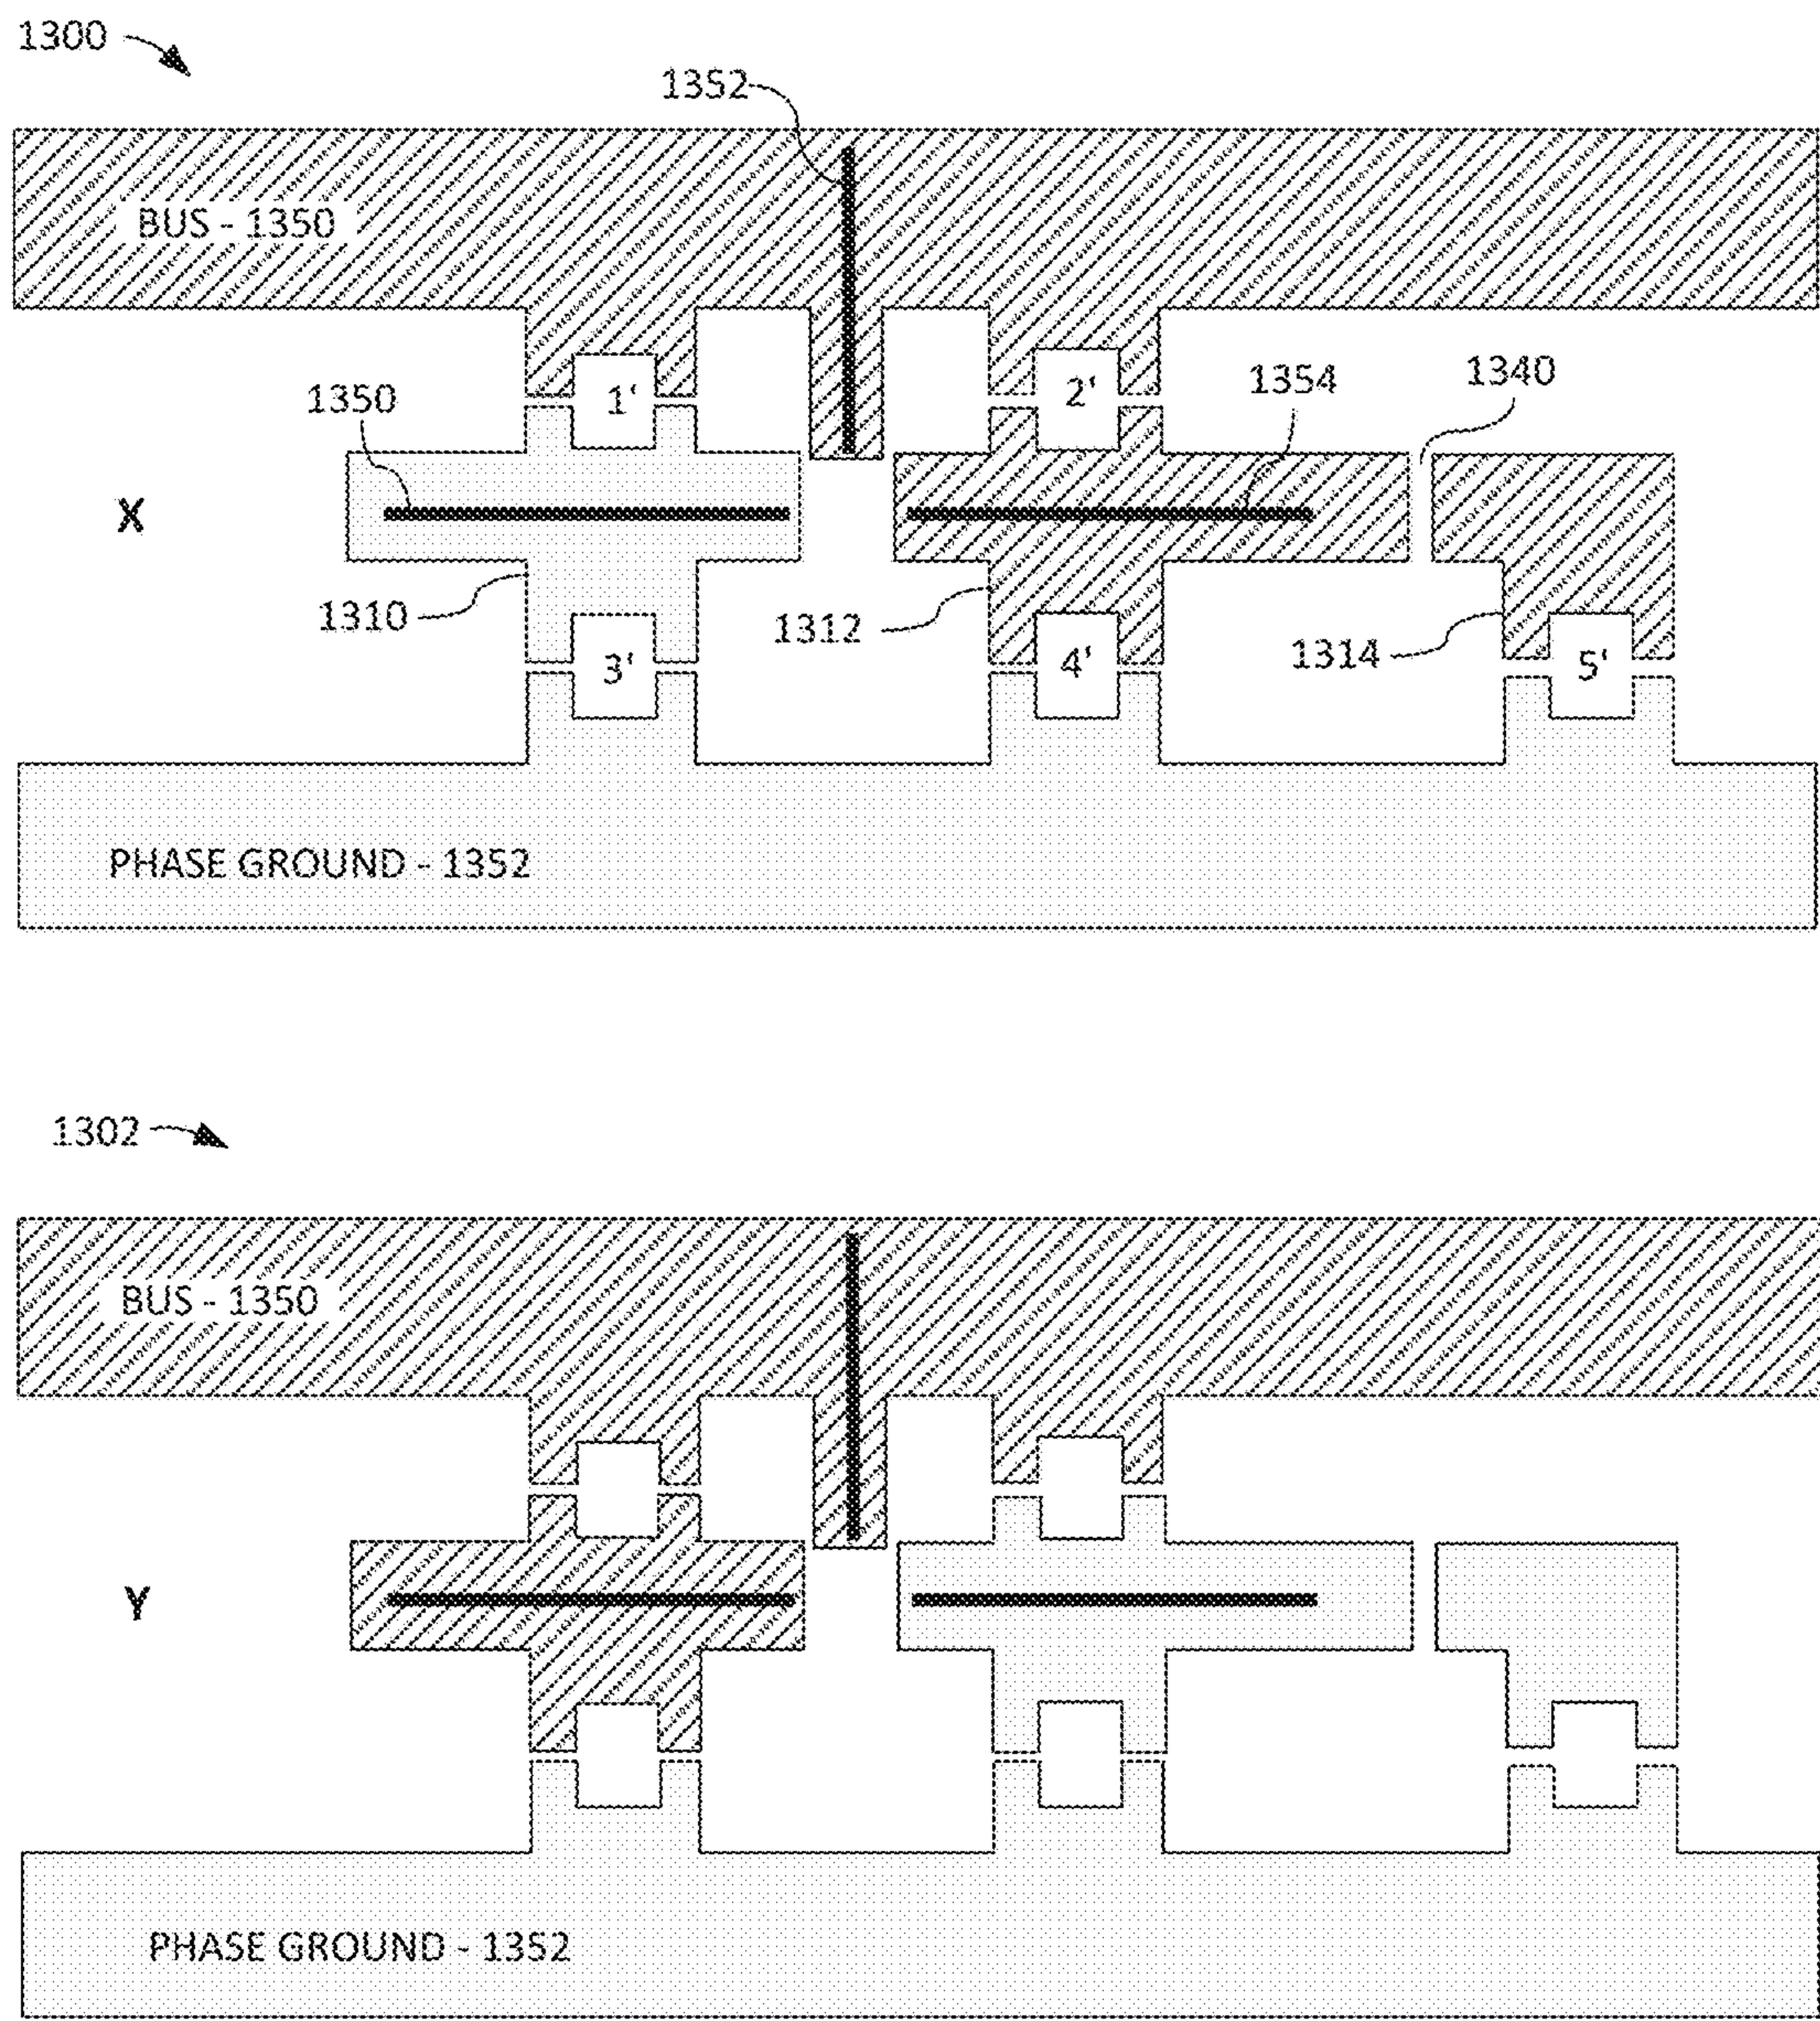 1300
1352
BUS - 1350
1350
1'
2'
1354
1340
X
1310
1312
1314
3'
4'
5'
PHASE GROUND - 1352
1302
BUS - 1350
Y
PHASE GROUND - 1352